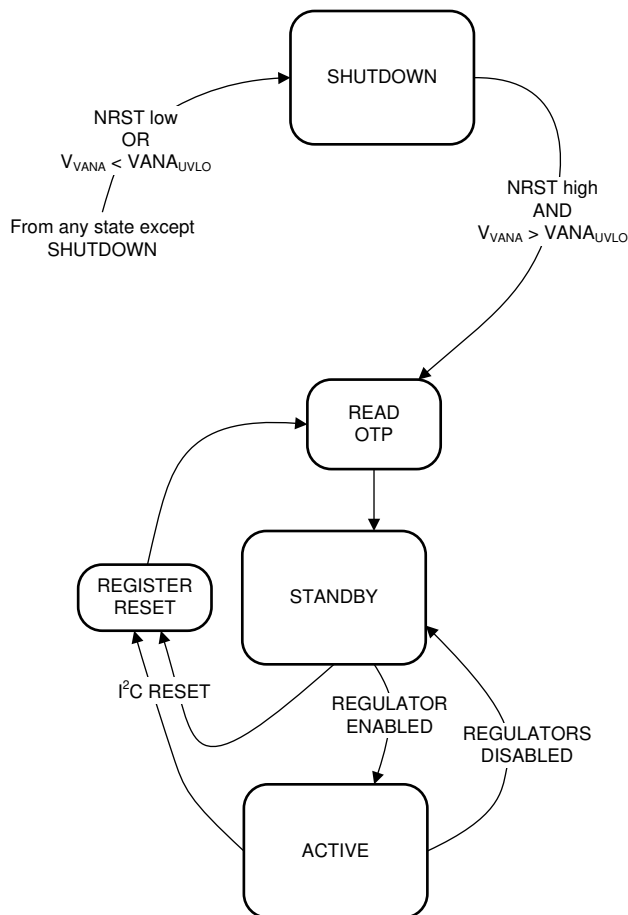 SHUTDOWN
NRST low
OR
V_VANA < VANA_UVLO
From any state except
SHUTDOWN
NRST high
AND
V_VANA > VANA_UVLO
READ
OTP
REGISTER
RESET
STANDBY
I²C RESET
REGULATOR
ENABLED
REGULATORS
DISABLED
ACTIVE